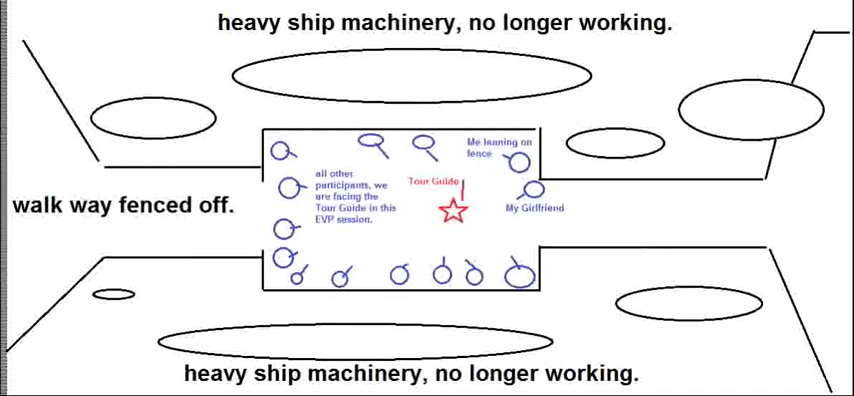 heavy ship machinery, no longer working.
Me leaning on
fence
all other
participants, we
are facing the
Tour Guide in this
EVP session.
Tour Guide
walk way fenced off.
My Girlfriend
heavy ship machinery, no longer working.